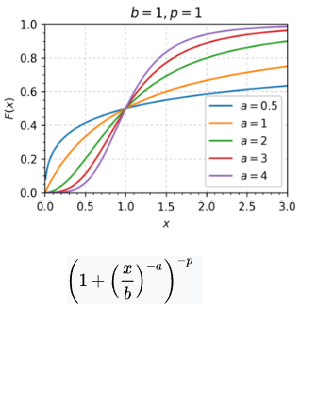 b = 1, p = 1
1.0
0.8
0.6
0.4
0.2
0.0
F(x)
a = 0.5
a = 1
a = 2
a = 3
a = 4
0.0 0.5 1.0 1.5 2.0 2.5 3.0
x
(1 + (x/b)^{-a})^{-p}